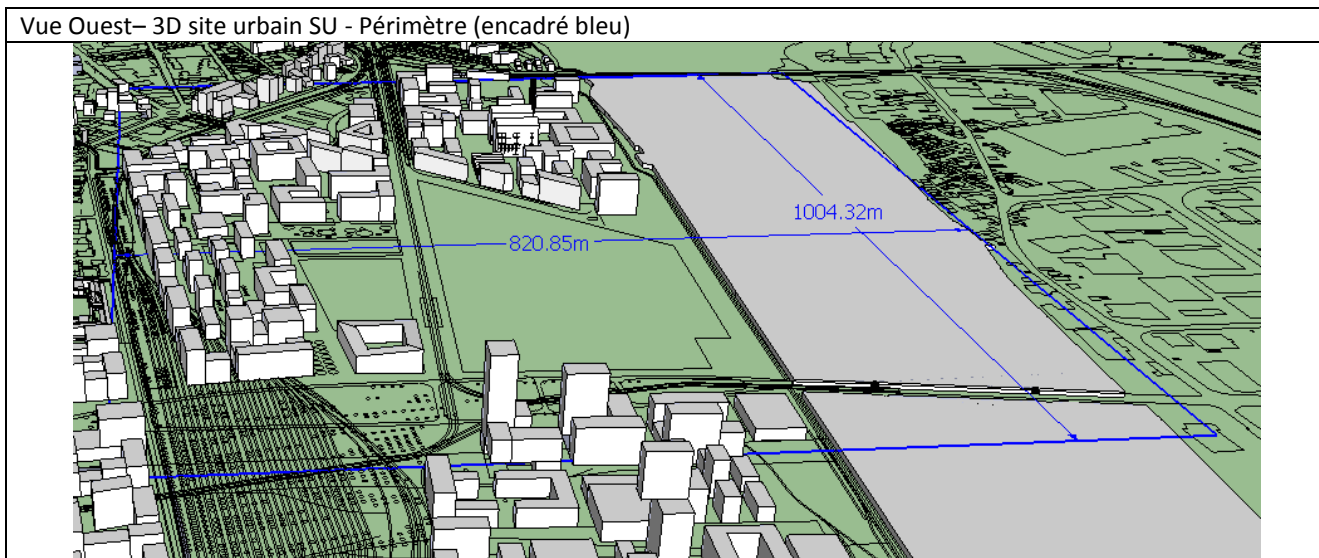 Vue Ouest– 3D site urbain SU - Périmètre (encadré bleu)
1004.32m
820.85m